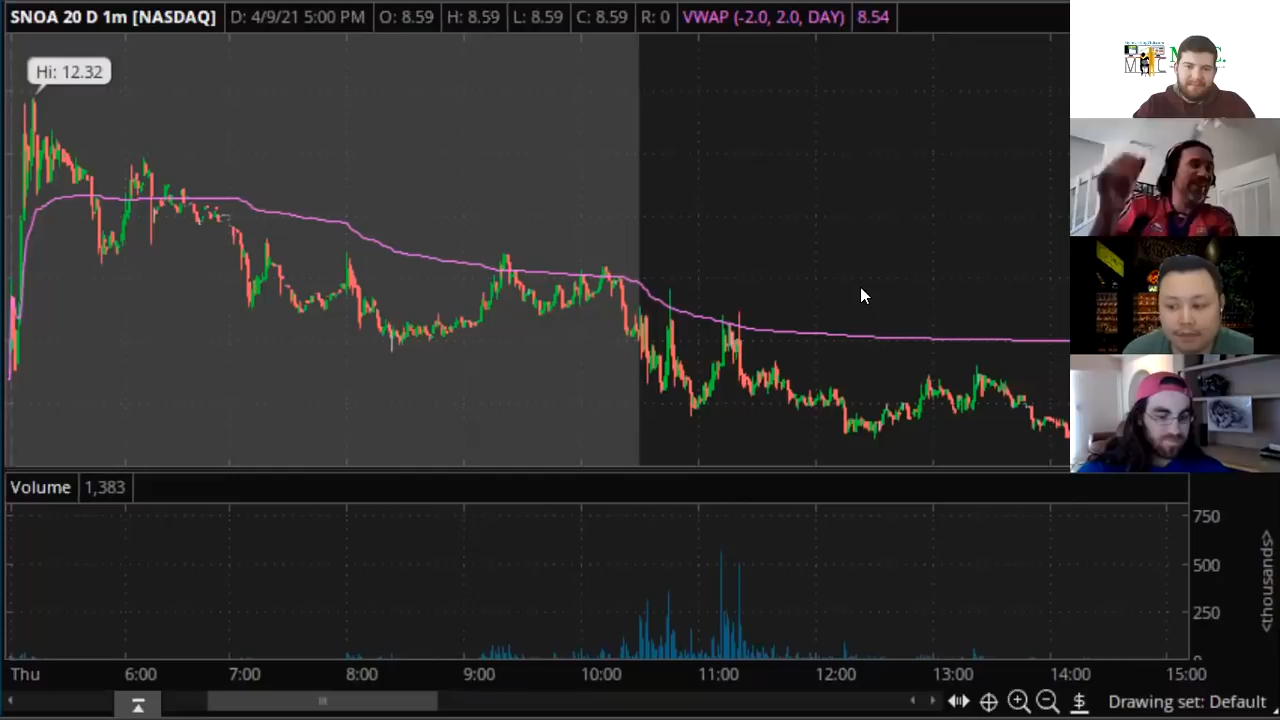 SNOA 20 D 1m [NASDAQ] D: 4/9/21 5:00 PM O: 8.59 H: 8.59 L: 8.59 C: 8.59 R: 0 VWAP (-2.0, 2.0, DAY) 8.54
Hi: 12.32
Volume 1,383
750
500
250
0
<thousands>
Thu 6:00 7:00 8:00 9:00 10:00 11:00 12:00 13:00 14:00 15:00
Drawing set: Default